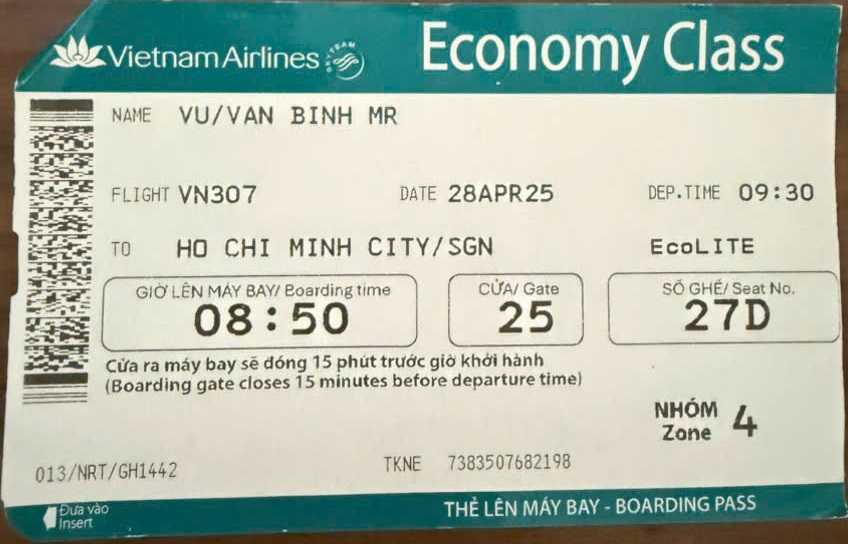 Vietnam Airlines SKYTEAM Economy Class
NAME VU/VAN BINH MR
FLIGHT VN307 DATE 28APR25 DEP.TIME 09:30
TO HO CHI MINH CITY/SGN EcoLITE
GIỜ LÊN MÁY BAY/ Boarding time CỬA/ Gate SỐ GHẾ/ Seat No.
08:50 25 27D
Cửa ra máy bay sẽ đóng 15 phút trước giờ khởi hành
(Boarding gate closes 15 minutes before departure time)
NHÓM
Zone 4
013/NRT/GH1442 TKNE 7383507682198
Đưa vào
Insert
THẺ LÊN MÁY BAY - BOARDING PASS